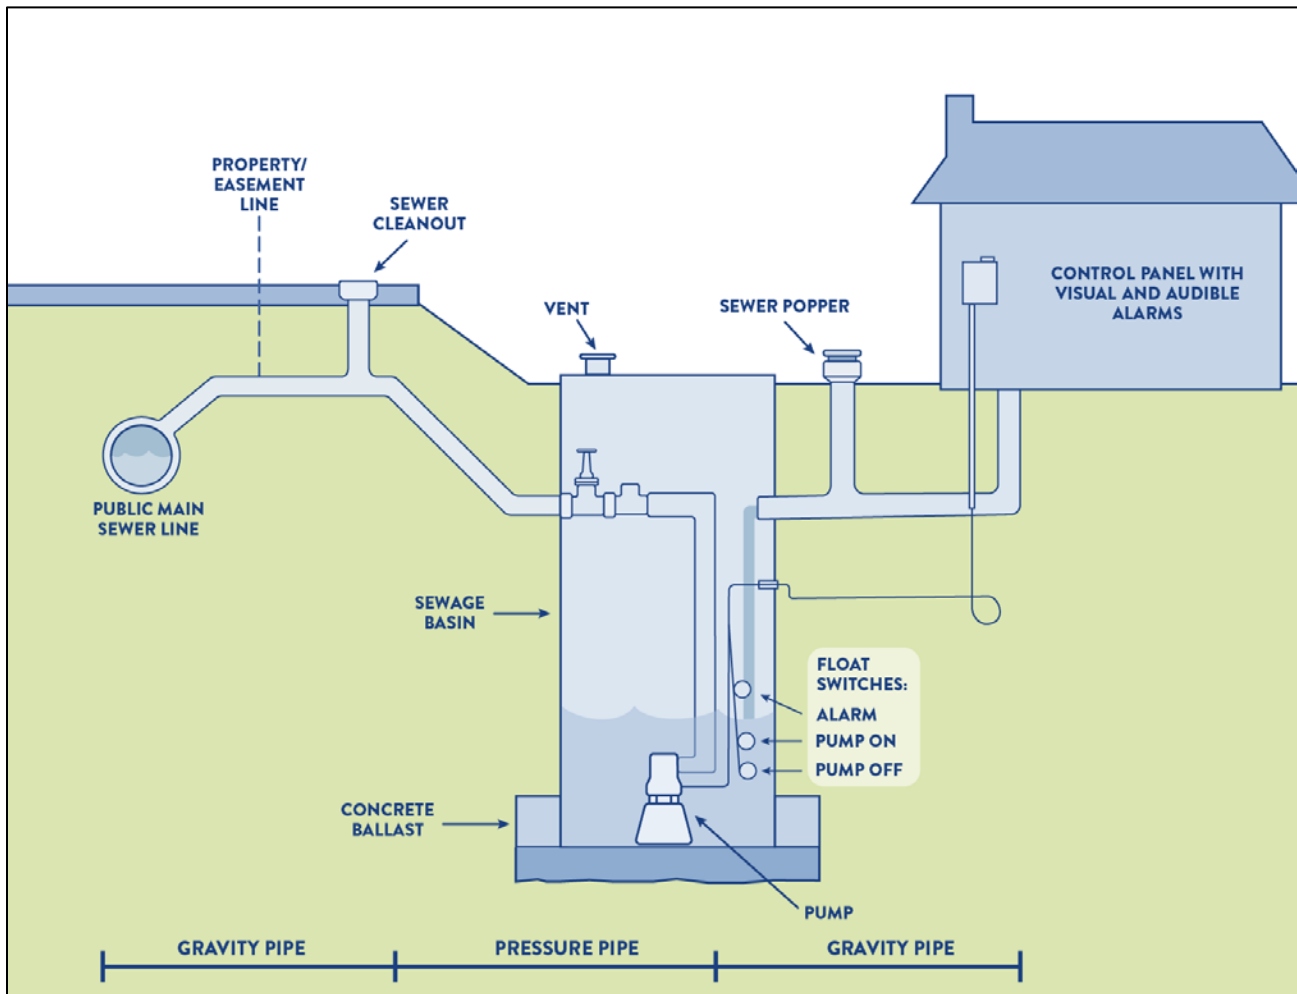 PROPERTY/
EASEMENT
LINE
SEWER
CLEANOUT
VENT
SEWER POPPER
CONTROL PANEL WITH
VISUAL AND AUDIBLE
ALARMS
PUBLIC MAIN
SEWER LINE
SEWAGE
BASIN
FLOAT
SWITCHES:
ALARM
PUMP ON
PUMP OFF
CONCRETE
BALLAST
PUMP
GRAVITY PIPE
PRESSURE PIPE
GRAVITY PIPE